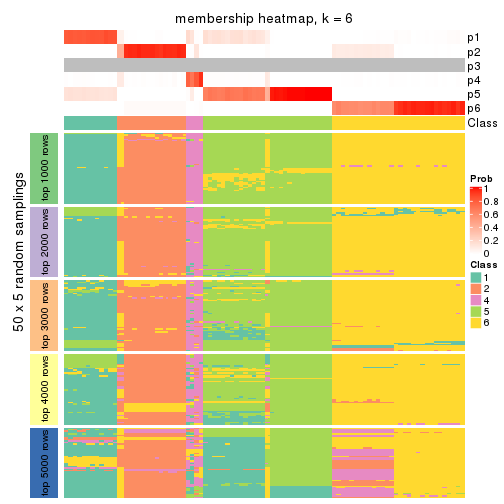 membership heatmap, k = 6
p1
p2
p3
p4
p5
p6
Class
50 x 5 random samplings
top 1000 rows
top 2000 rows
top 3000 rows
top 4000 rows
top 5000 rows
Prob
1
0.8
0.6
0.4
0.2
0
Class
1
2
4
5
6